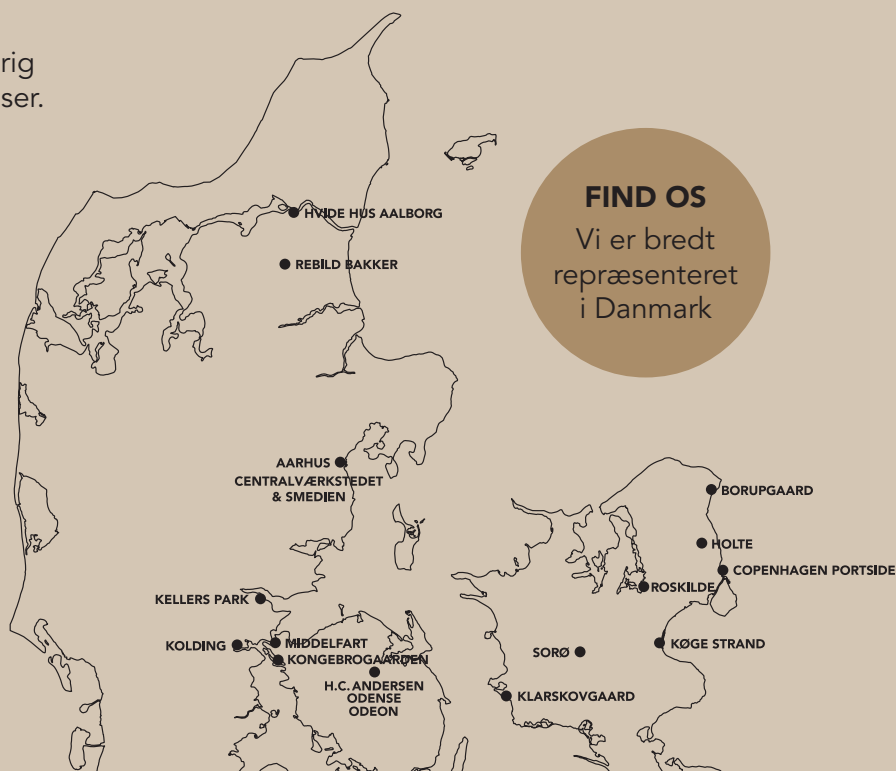 rig
ser.
FIND OS
Vi er bredt
repræsenteret
i Danmark
HVIDE HUS AALBORG
REBILD BAKKER
AARHUS
CENTRALVÆRKSTEDET
& SMEDIEN
BORUPGAARD
HOLTE
COPENHAGEN PORTSIDE
ROSKILDE
KELLERS PARK
KOLDING
MIDDELFART
KONGEBROGAARDEN
H.C. ANDERSEN
ODENSE
ODEON
SORØ
KØGE STRAND
KLARSKOVGAARD